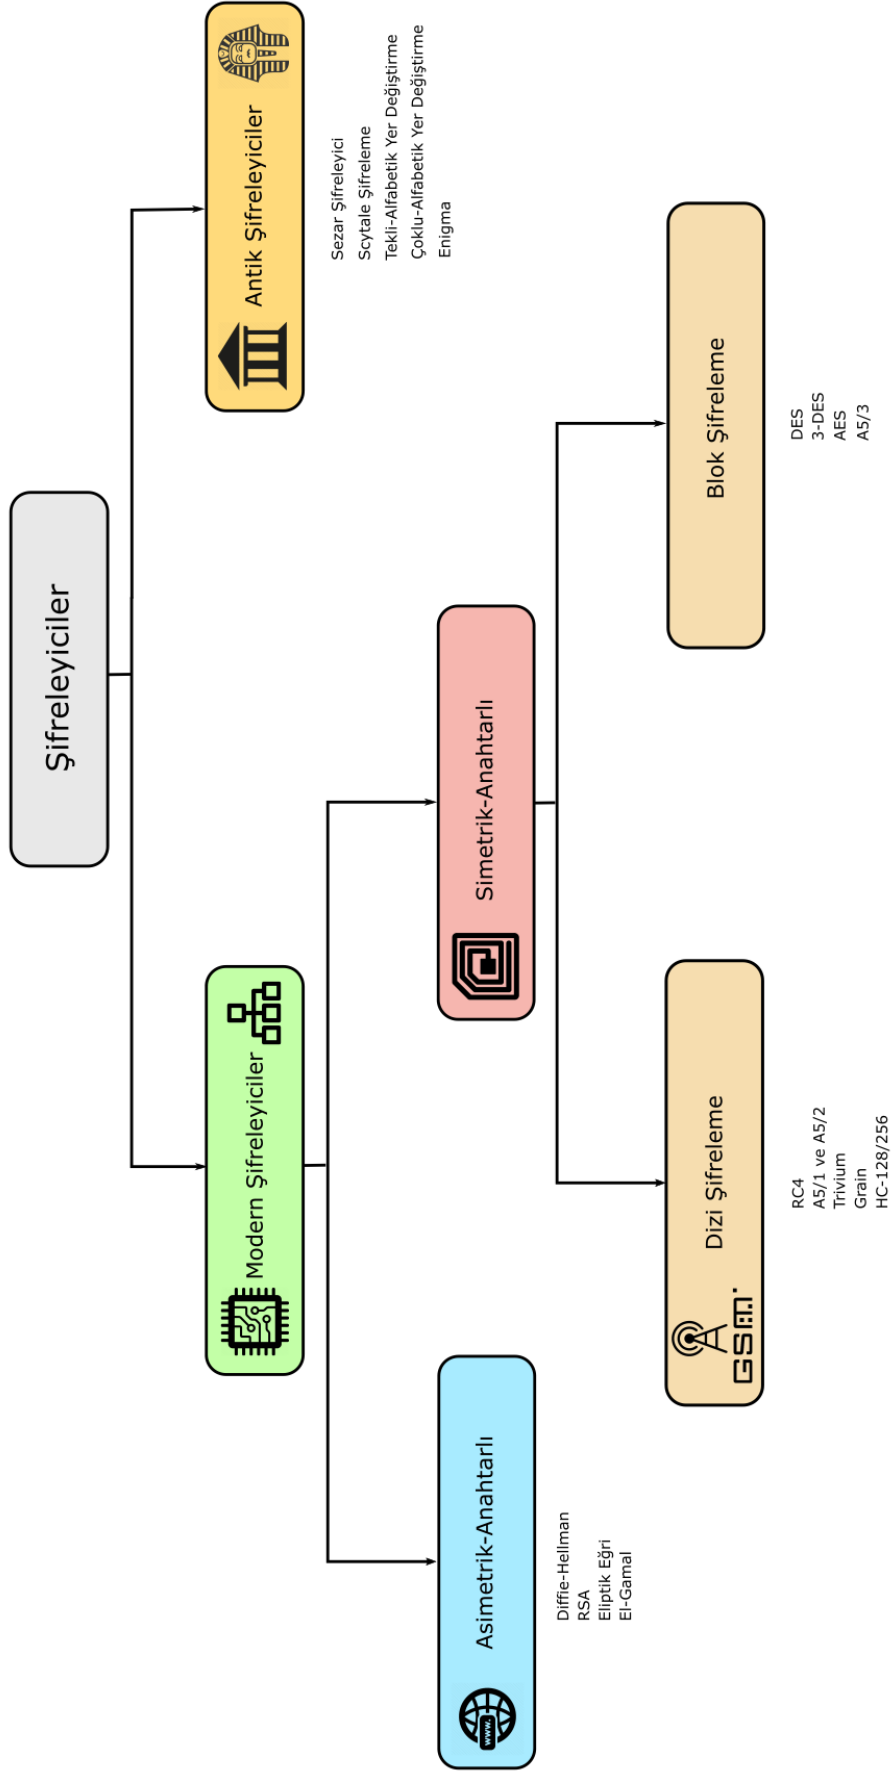 Şifreleyiciler
Modern Şifreleyiciler
Antik Şifreleyiciler
Sezar Şifreleyici
Scytale Şifreleme
Tekli-Alfabetik Yer Değiştirme
Çoklu-Alfabetik Yer Değiştirme
Enigma
www.
Asimetrik-Anahtarlı
Diffie-Hellman
RSA
Eliptik Eğri
El-Gamal
Simetrik-Anahtarlı
GSM
Dizi Şifreleme
RC4
A5/1 ve A5/2
Trivium
Grain
HC-128/256
Blok Şifreleme
DES
3-DES
AES
A5/3